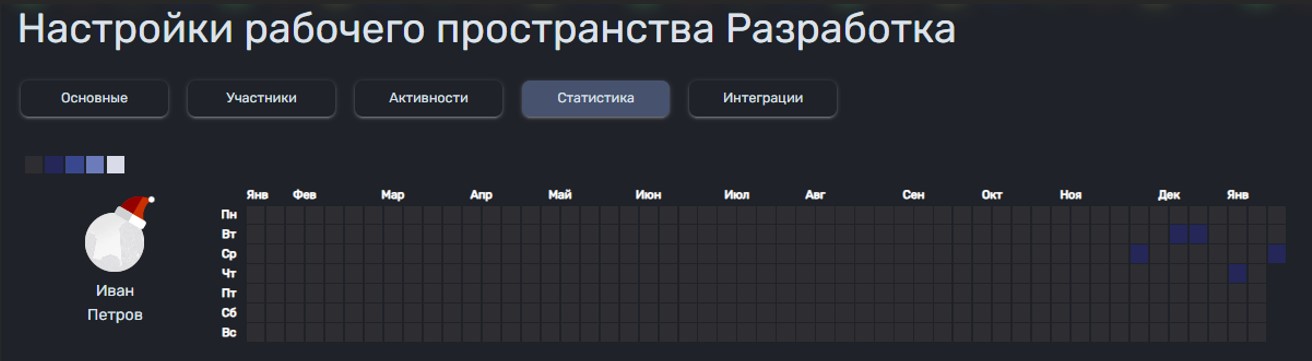 Настройки рабочего пространства Разработка
Основные Участники Активности Статистика Интеграции
Янв Фев Мар Апр Май Июн Июл Авг Сен Окт Ноя Дек Янв
Пн
Вт
Ср
Чт
Пт
Сб
Вс
Иван
Петров